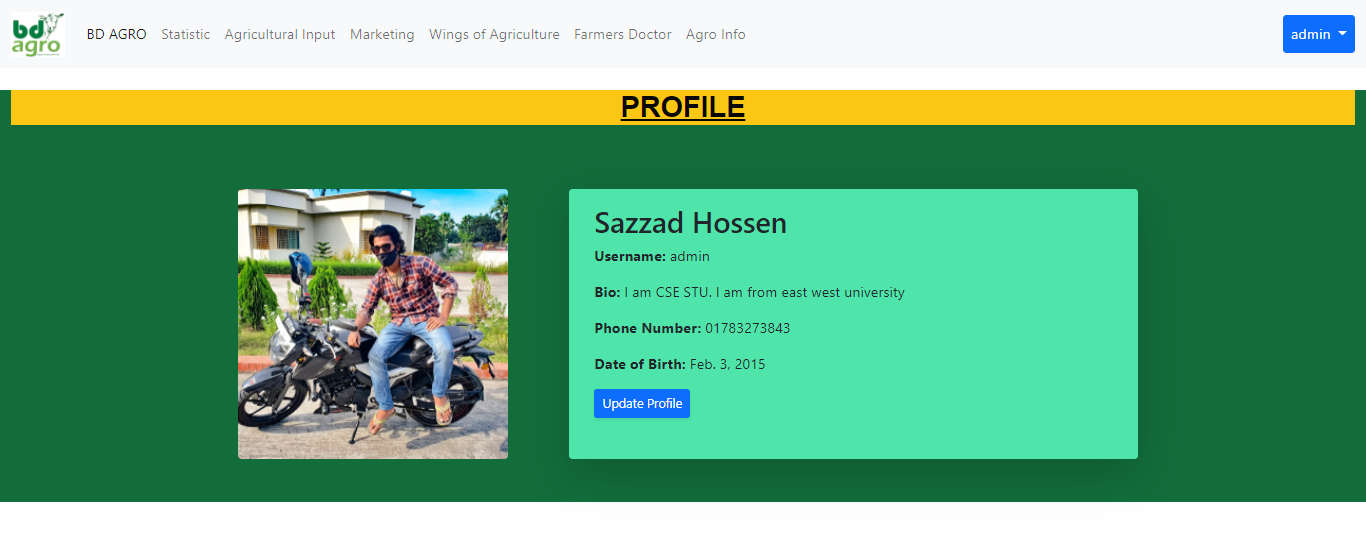 bd
agro
BD AGRO Statistic Agricultural Input Marketing Wings of Agriculture Farmers Doctor Agro Info admin
PROFILE
Sazzad Hossen
Username: admin
Bio: I am CSE STU. I am from east west university
Phone Number: 01783273843
Date of Birth: Feb. 3, 2015
Update Profile